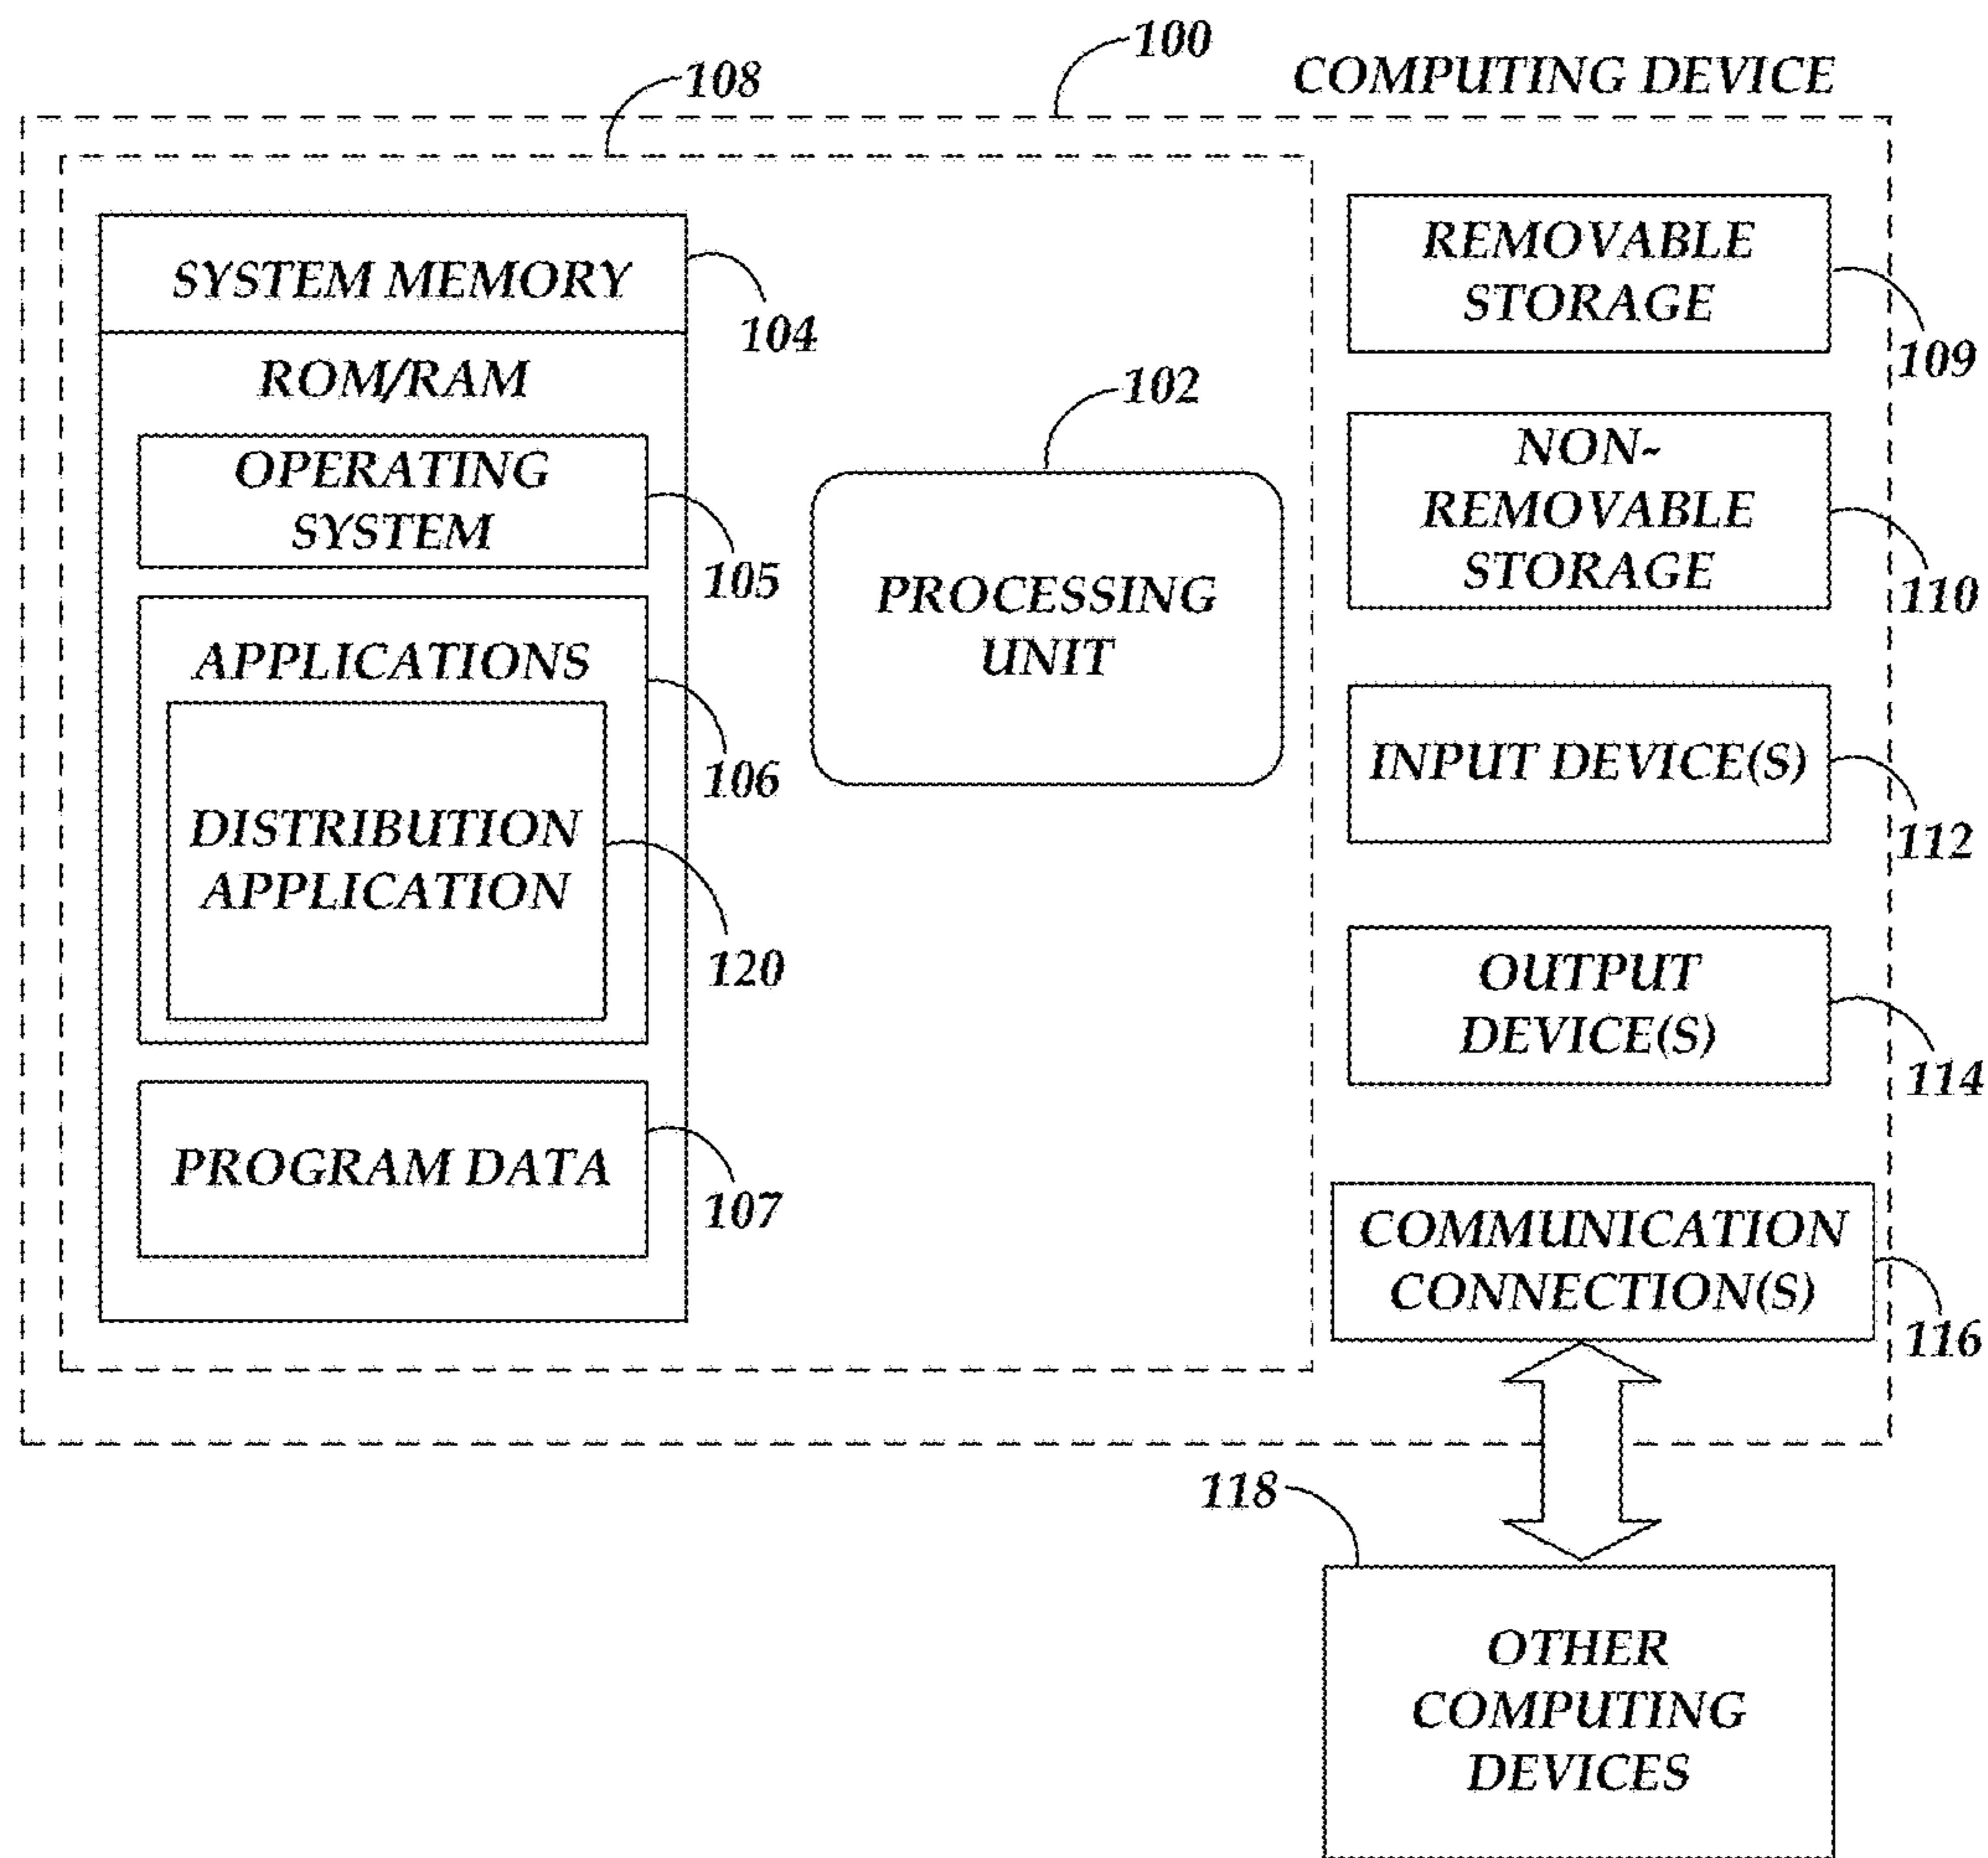 100
COMPUTING DEVICE
108
SYSTEM MEMORY
104
ROM/RAM
OPERATING
SYSTEM
105
APPLICATIONS
106
DISTRIBUTION
APPLICATION
120
PROGRAM DATA
107
102
PROCESSING
UNIT
REMOVABLE
STORAGE
109
NON-
REMOVABLE
STORAGE
110
INPUT DEVICE(S)
112
OUTPUT
DEVICE(S)
114
COMMUNICATION
CONNECTION(S)
116
118
OTHER
COMPUTING
DEVICES